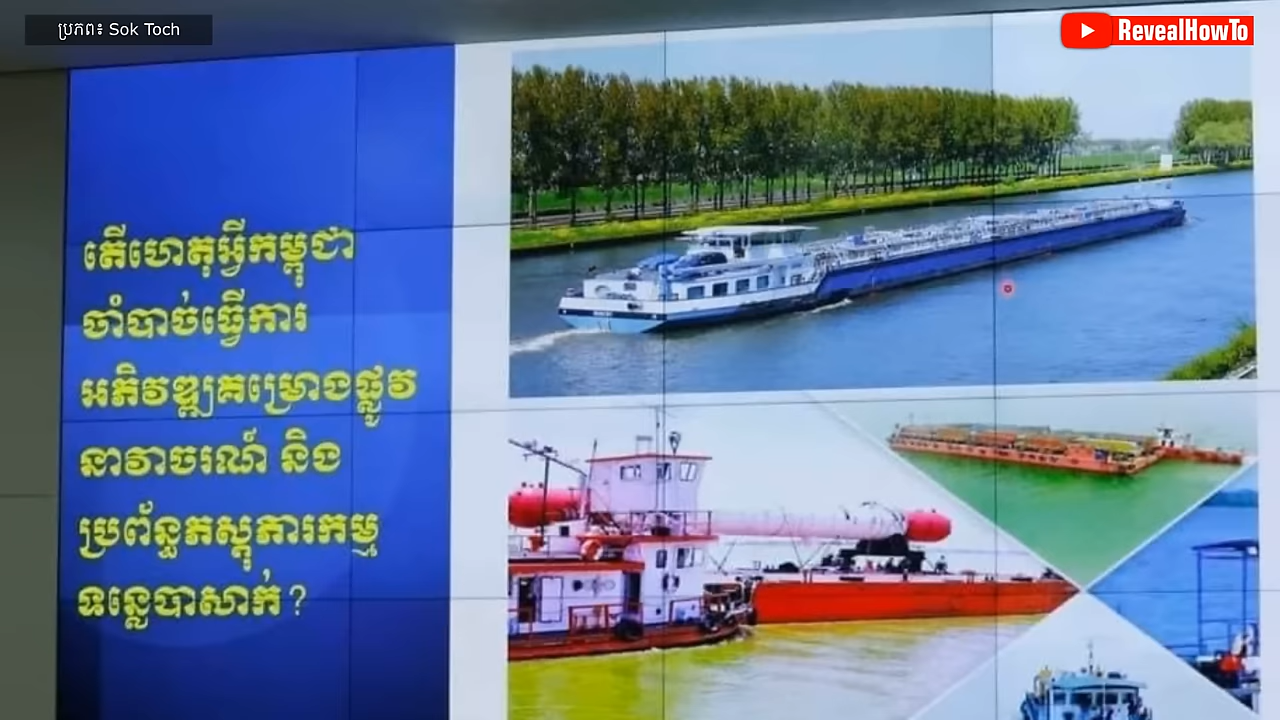 ប្រភព៖ Sok Toch
RevealHowTo
តើហេតុអ្វីកម្ពុជា
ចាំបាច់ធ្វើការ
អភិវឌ្ឍគម្រោងផ្លូវ
នាវាចរណ៍ និង
ប្រព័ន្ធភស្តុភារកម្ម
ទន្លេបាសាក់?